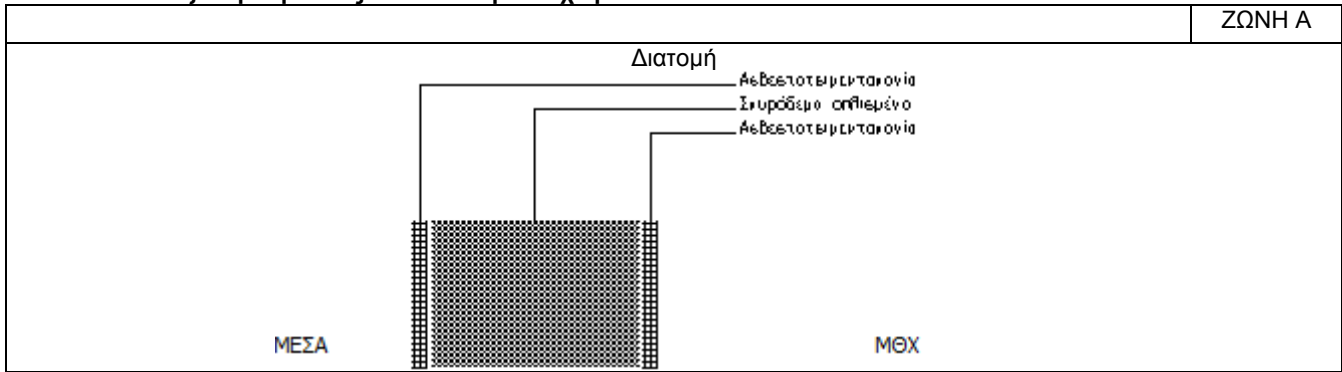 ΖΩΝΗ Α
Διατομή
Ασβεστοτσιμεντοκονία
Σκυρόδεμα οπλισμένο
Ασβεστοτσιμεντοκονία
ΜΕΣΑ
ΜΘΧ